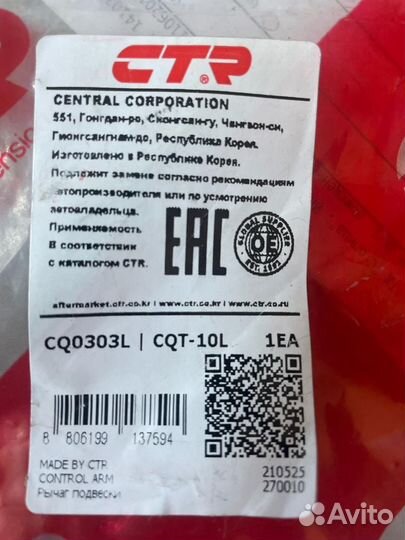 CTR®
CENTRAL CORPORATION
551, Гонгдан-ро, Сионгсан-гу, Чангвон-си,
Гионгсангнам-до, Республика Корея.
Изготовлено в Республике Корея.
Подлежит замене согласно рекомендациям
автопроизводителя или по усмотрению
автовладельца.
Применяемость
В соответствии
с каталогом CTR.
EAC
GLOBAL SUPPLIER
OE
aftermarket.ctr.co.kr | www.ctr.co.kr | www.ctr.co.ru
CQ0303L | CQT-10L 1EA
8 806199 137594
MADE BY CTR
CONTROL ARM
Рычаг подвески
210525
270010
Avito